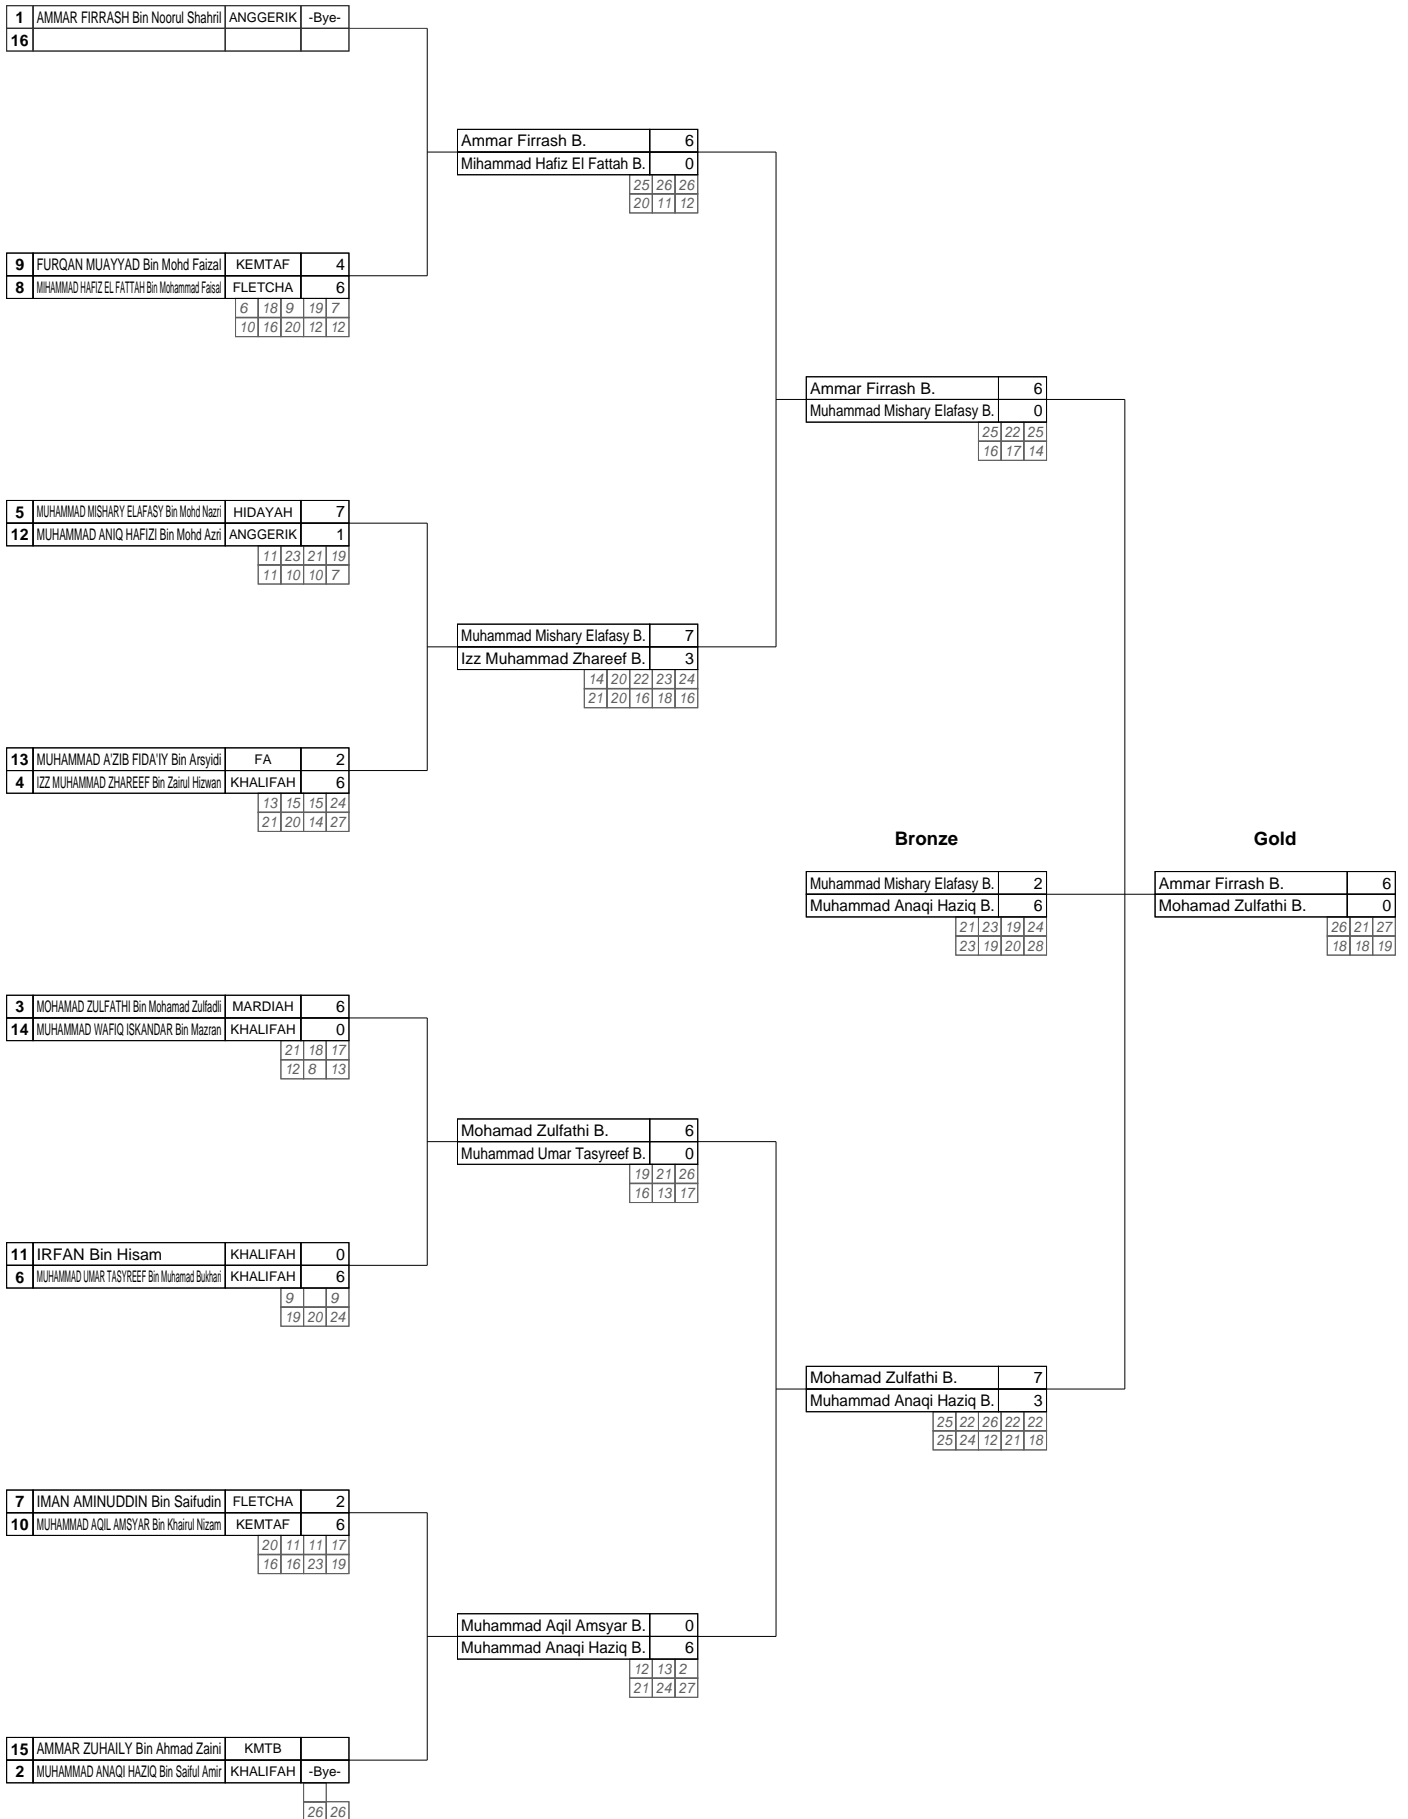 1 AMMAR FIRRASH Bin Noorul Shahril ANGGERIK -Bye-
16
Ammar Firrash B. 6
Mihammad Hafiz El Fattah B. 0
25 26 26
20 11 12
9 FURQAN MUAYYAD Bin Mohd Faizal KEMTAF 4
8 MIHAMMAD HAFIZ EL FATTAH Bin Mohammad Faisal FLETCHA 6
6 18 9 19 7
10 16 20 12 12
Ammar Firrash B. 6
Muhammad Mishary Elafasy B. 0
25 22 25
16 17 14
5 MUHAMMAD MISHARY ELAFASY Bin Mohd Nazri HIDAYAH 7
12 MUHAMMAD ANIQ HAFIZI Bin Mohd Azri ANGGERIK 1
11 23 21 19
11 10 10 7
Muhammad Mishary Elafasy B. 7
Izz Muhammad Zhareef B. 3
14 20 22 23 24
21 20 16 18 16
13 MUHAMMAD A'ZIB FIDA'IY Bin Arsyidi FA 2
4 IZZ MUHAMMAD ZHAREEF Bin Zairul Hizwan KHALIFAH 6
13 15 15 24
21 20 14 27
Bronze
Muhammad Mishary Elafasy B. 2
Muhammad Anaqi Haziq B. 6
21 23 19 24
23 19 20 28
Gold
Ammar Firrash B. 6
Mohamad Zulfathi B. 0
26 21 27
18 18 19
3 MOHAMAD ZULFATHI Bin Mohamad Zulfadli MARDIAH 6
14 MUHAMMAD WAFIQ ISKANDAR Bin Mazran KHALIFAH 0
21 18 17
12 8 13
Mohamad Zulfathi B. 6
Muhammad Umar Tasyreef B. 0
19 21 26
16 13 17
11 IRFAN Bin Hisam KHALIFAH 0
6 MUHAMMAD UMAR TASYREEF Bin Muhamad Bukhari KHALIFAH 6
9 9
19 20 24
Mohamad Zulfathi B. 7
Muhammad Anaqi Haziq B. 3
25 22 26 22 22
25 24 12 21 18
7 IMAN AMINUDDIN Bin Saifudin FLETCHA 2
10 MUHAMMAD AQIL AMSYAR Bin Khairul Nizam KEMTAF 6
20 11 11 17
16 16 23 19
Muhammad Aqil Amsyar B. 0
Muhammad Anaqi Haziq B. 6
12 13 2
21 24 27
15 AMMAR ZUHAILY Bin Ahmad Zaini KMTB
2 MUHAMMAD ANAQI HAZIQ Bin Saiful Amir KHALIFAH -Bye-
26 26